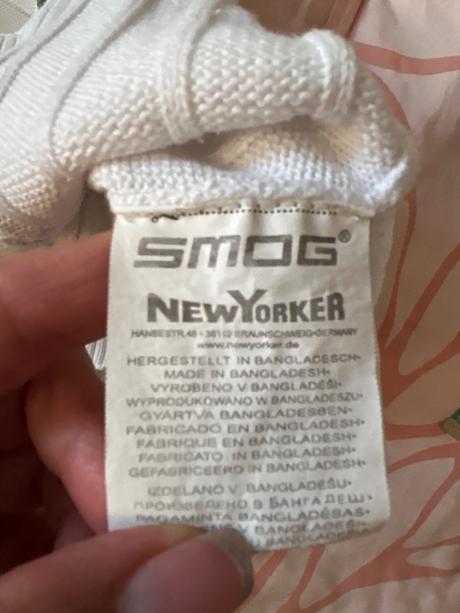 SMOG®
NEWYORKER
HANSESTR.48 • 38112 BRAUNSCHWEIG•GERMANY
www.newyorker.de
HERGESTELLT IN BANGLADESCH•
MADE IN BANGLADESH•
VYROBENO V BANGLADÉŠI•
WYPRODUKOWANO W BANGLADESZU•
GYÁRTVA BANGLADESBEN•
FABRICADO EN BANGLADESH•
FABRIQUE EN BANGLADESH•
FABRICATO IN BANGLADESH•
GEFABRICEERD IN BANGLADESH•
IZDELANO V BANGLADEŠU•
ПРОИЗВЕДЕНО В БАНГЛАДЕШ•
PAGAMINTA BANGLADEŠAS•
V BANGLADÉŠI•